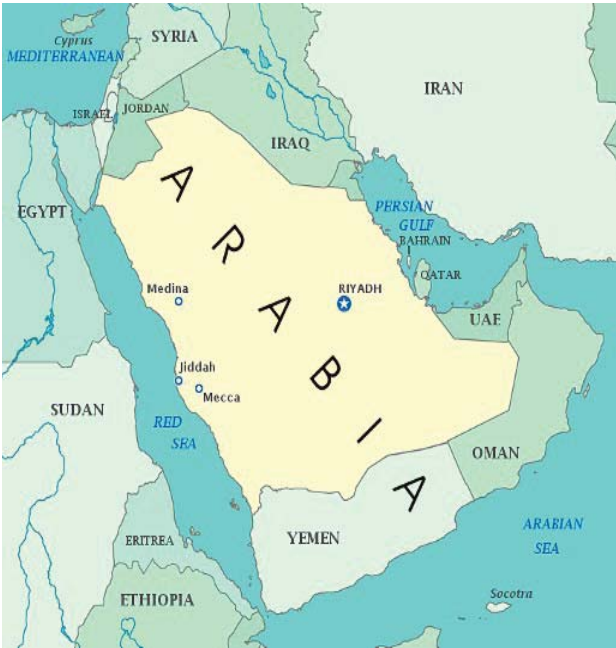 Cyprus
SYRIA
MEDITERRANEAN
IRAN
ISRAEL
JORDAN
IRAQ
ARABIA
EGYPT
PERSIAN
GULF
BAHRAIN
QATAR
Medina
RIYADH
UAE
Jiddah
Mecca
SUDAN
RED
SEA
OMAN
YEMEN
ERITREA
ARABIAN
SEA
ETHIOPIA
Socotra